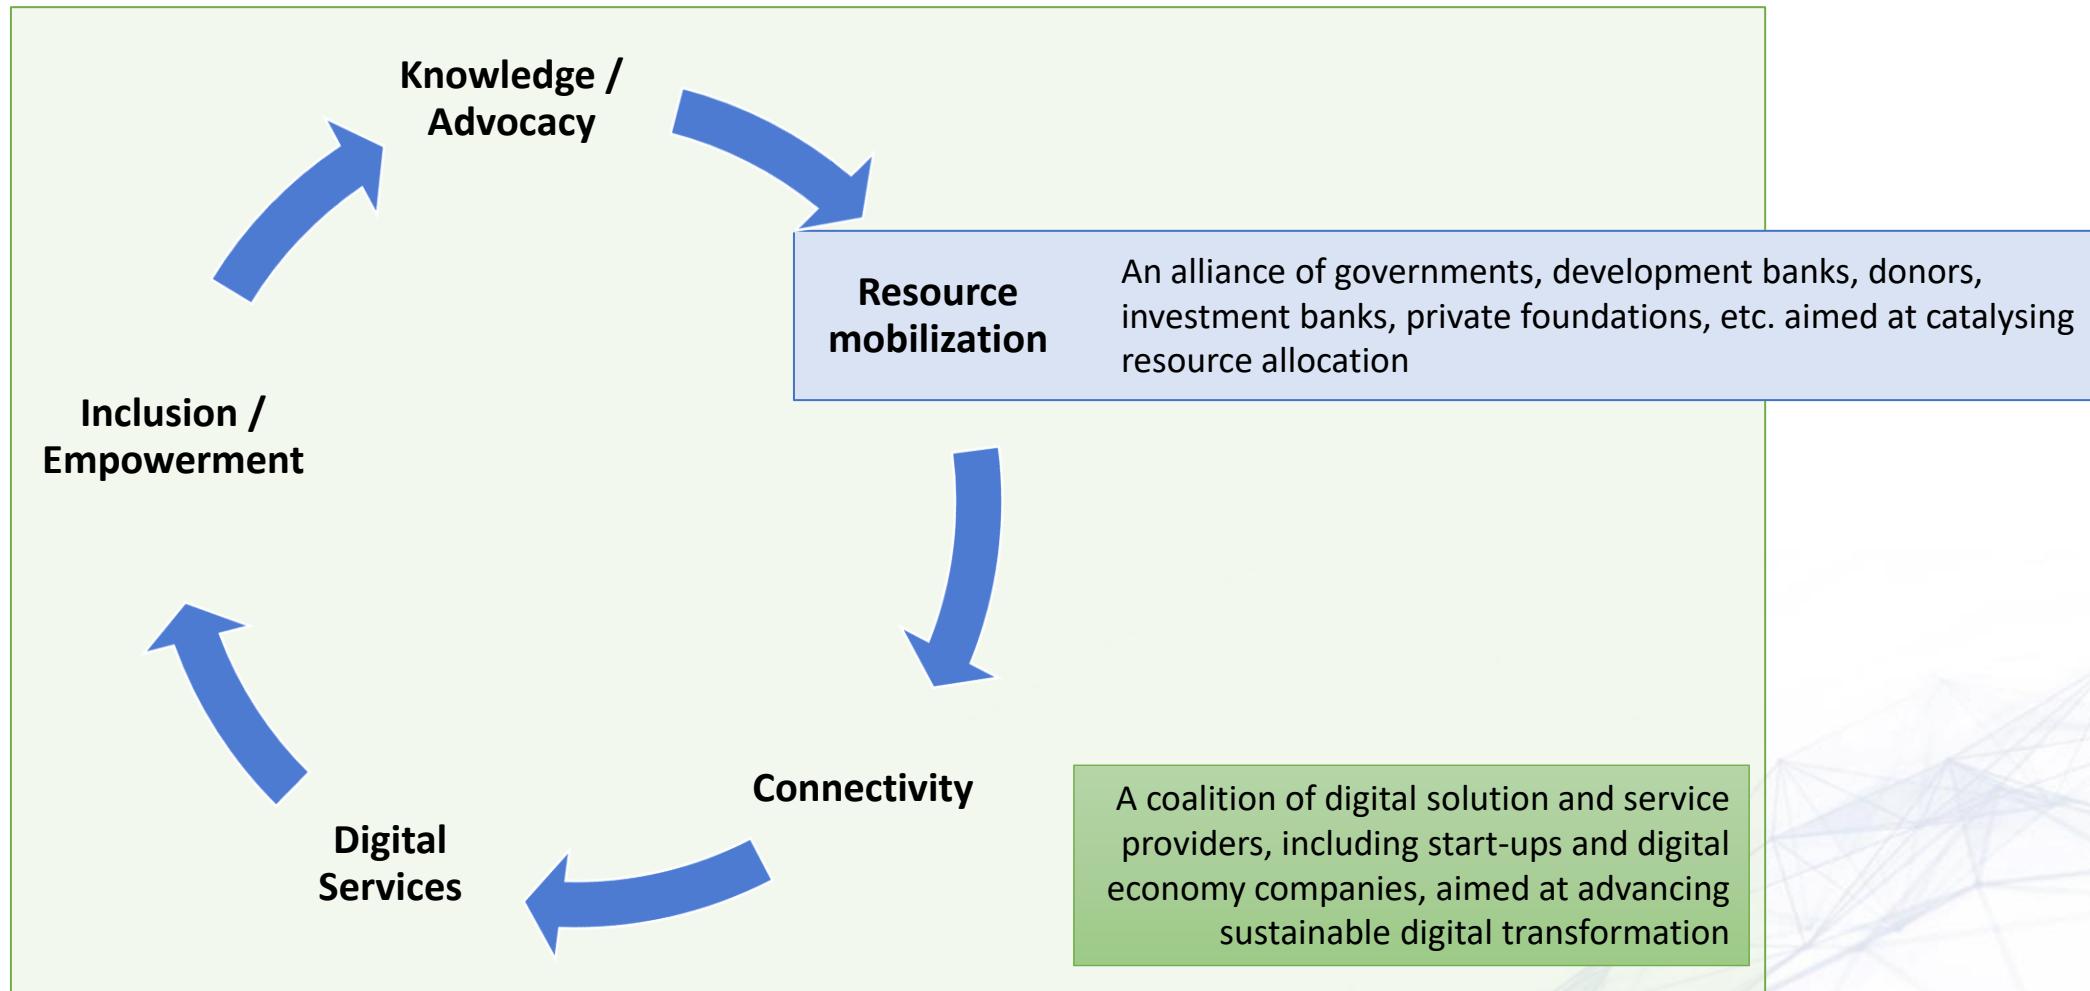 Knowledge /
Advocacy
Resource
mobilization
An alliance of governments, development banks, donors,
investment banks, private foundations, etc. aimed at catalysing
resource allocation
Inclusion /
Empowerment
Connectivity
Digital
Services
A coalition of digital solution and service
providers, including start-ups and digital
economy companies, aimed at advancing
sustainable digital transformation